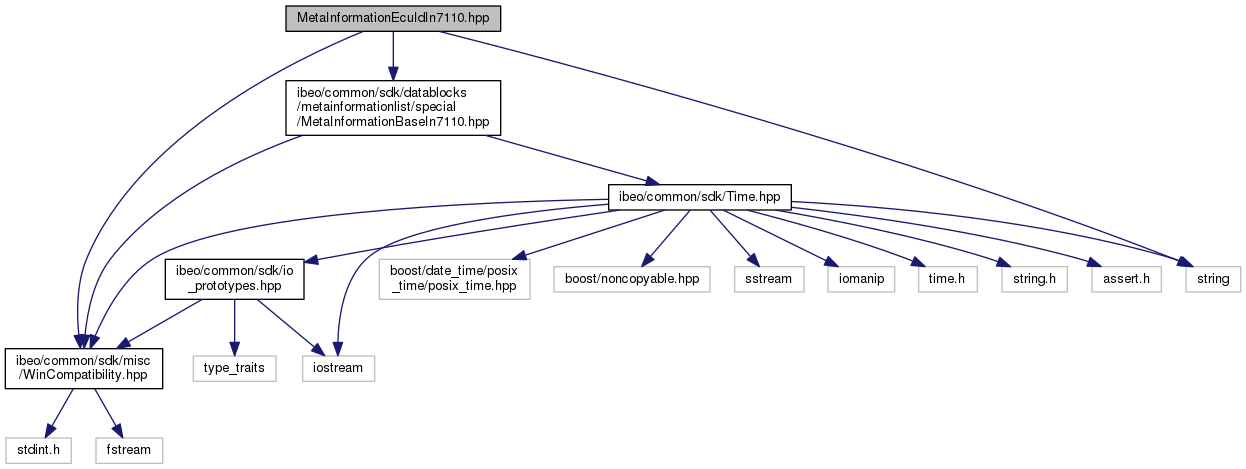 MetaInformationEcuIdIn7110.hpp
ibeo/common/sdk/datablocks
/metainformationlist/special
/MetaInformationBaseIn7110.hpp
ibeo/common/sdk/Time.hpp
ibeo/common/sdk/io
_prototypes.hpp
boost/date_time/posix
_time/posix_time.hpp
boost/noncopyable.hpp
sstream
iomanip
time.h
string.h
assert.h
string
ibeo/common/sdk/misc
/WinCompatibility.hpp
type_traits
iostream
stdint.h
fstream